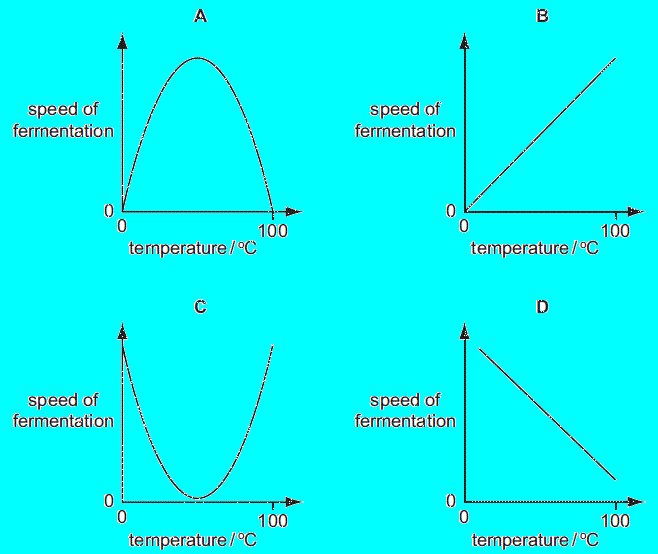 A
speed of
fermentation
0
0
100
temperature / °C
B
speed of
fermentation
0
0
100
temperature / °C
C
speed of
fermentation
0
0
100
temperature / °C
D
speed of
fermentation
0
0
100
temperature / °C